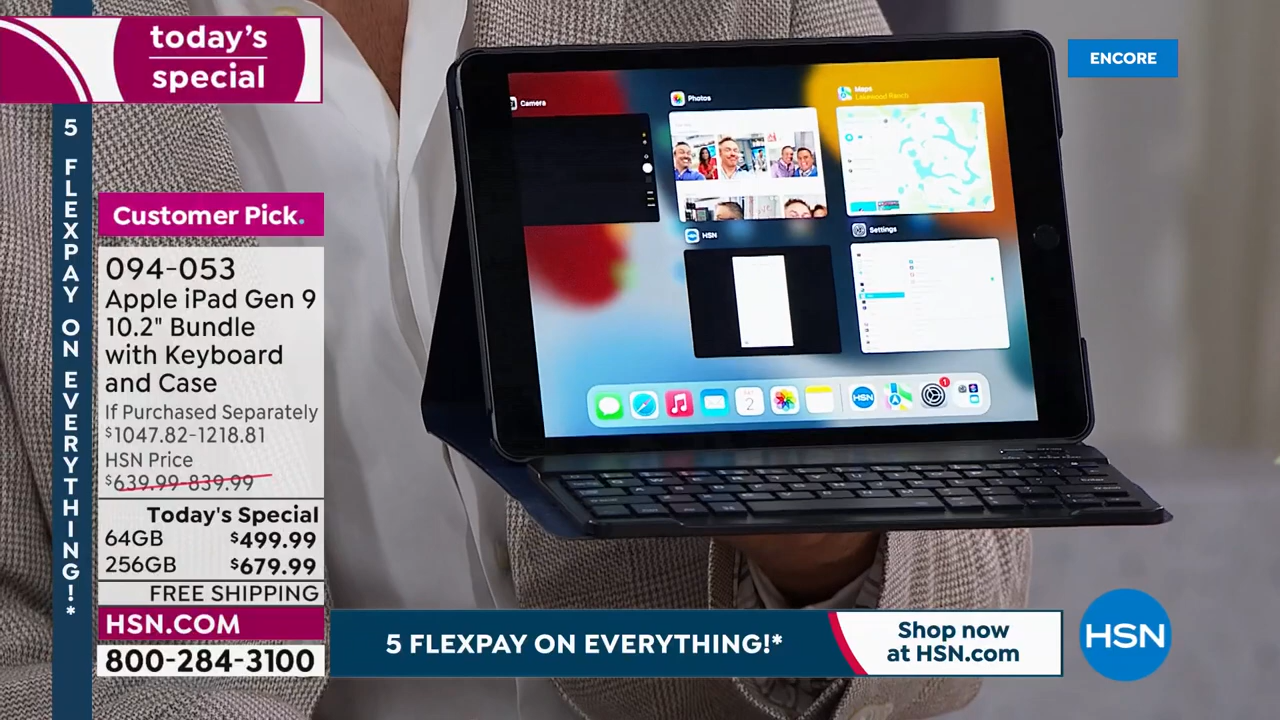 today's
special
ENCORE
5 FLEXPAY ON EVERYTHING!*
Customer Pick.
094-053
Apple iPad Gen 9
10.2" Bundle
with Keyboard
and Case
If Purchased Separately
$1047.82-1218.81
HSN Price
$639.99-839.99
Today's Special
64GB $499.99
256GB $679.99
FREE SHIPPING
HSN.COM
800-284-3100
5 FLEXPAY ON EVERYTHING!*
Shop now
at HSN.com
HSN
Camera
Photos
Maps
Lakewood Ranch
HSN
Settings
2
HSN
1